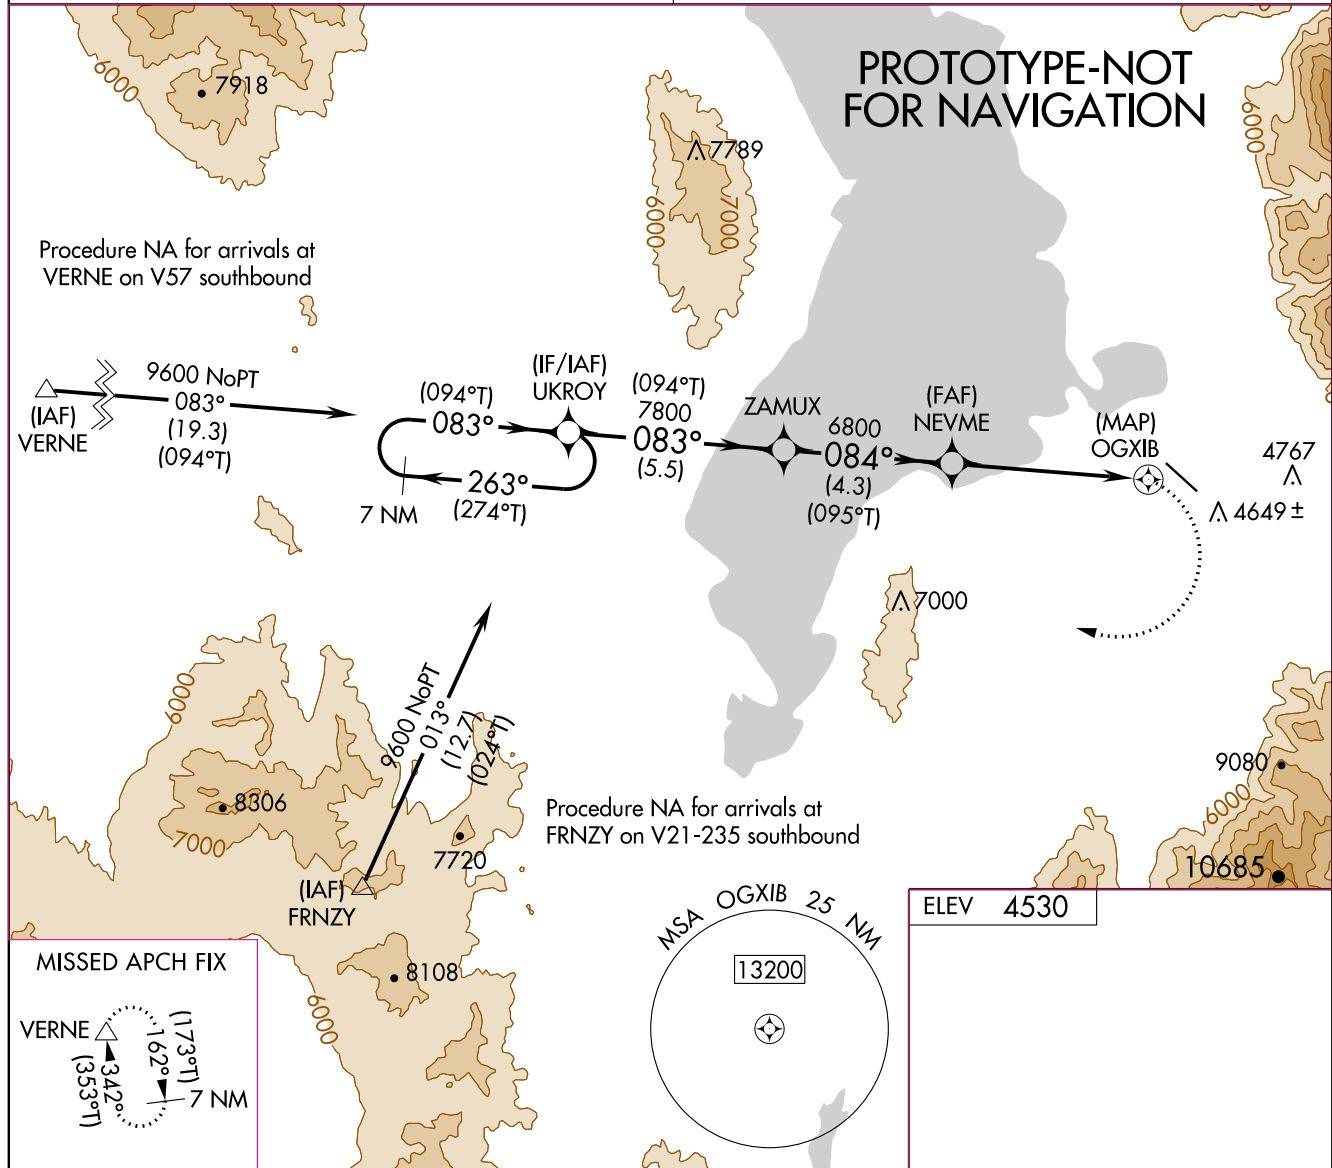 PROTOTYPE-NOT
FOR NAVIGATION
6000
7918
7789
6000
7000
6000
Procedure NA for arrivals at
VERNE on V57 southbound
(IAF)
VERNE
9600 NoPT
083°
(19.3)
(094°T)
(094°T)
083°
263°
(274°T)
7 NM
(IF/IAF)
UKROY
(094°T)
7800
083°
(5.5)
ZAMUX
6800
084°
(4.3)
(095°T)
(FAF)
NEVME
(MAP)
OGXIB
4767
4649±
7000
6000
9600 NoPT
013°
(12.7)
(024°T)
8306
7000
7720
(IAF)
FRNZY
Procedure NA for arrivals at
FRNZY on V21-235 southbound
9080
6000
10685
8108
6000
MSA OGXIB 25 NM
13200
ELEV 4530
MISSED APCH FIX
VERNE
(173°T)
162°
342°
(353°T)
7 NM